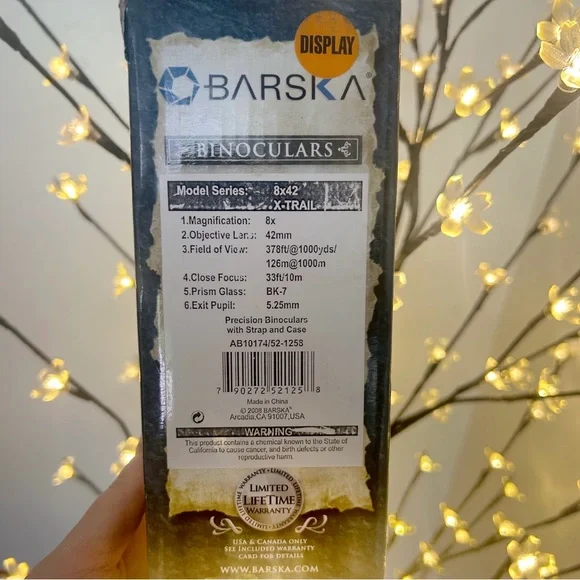 DISPLAY
BARSKA®
BINOCULARS
Model Series: 8x42
X-TRAIL
1.Magnification: 8x
2.Objective Lens: 42mm
3.Field of View: 378ft/@1000yds/
126m@1000m
4.Close Focus: 33ft/10m
5.Prism Glass: BK-7
6.Exit Pupil: 5.25mm
Precision Binoculars
with Strap and Case
AB10174/52-1258
7 90272 52125 8
Made in China
© 2008 BARSKA®
Arcadia,CA 91007,USA
WARNING
This product contains a chemical known to the State of
California to cause cancer, and birth defects or other
reproductive harm.
LIMITED
LIFETIME
WARRANTY
USA & CANADA ONLY
SEE INCLUDED WARRANTY
CARD FOR DETAILS
WWW.BARSKA.COM